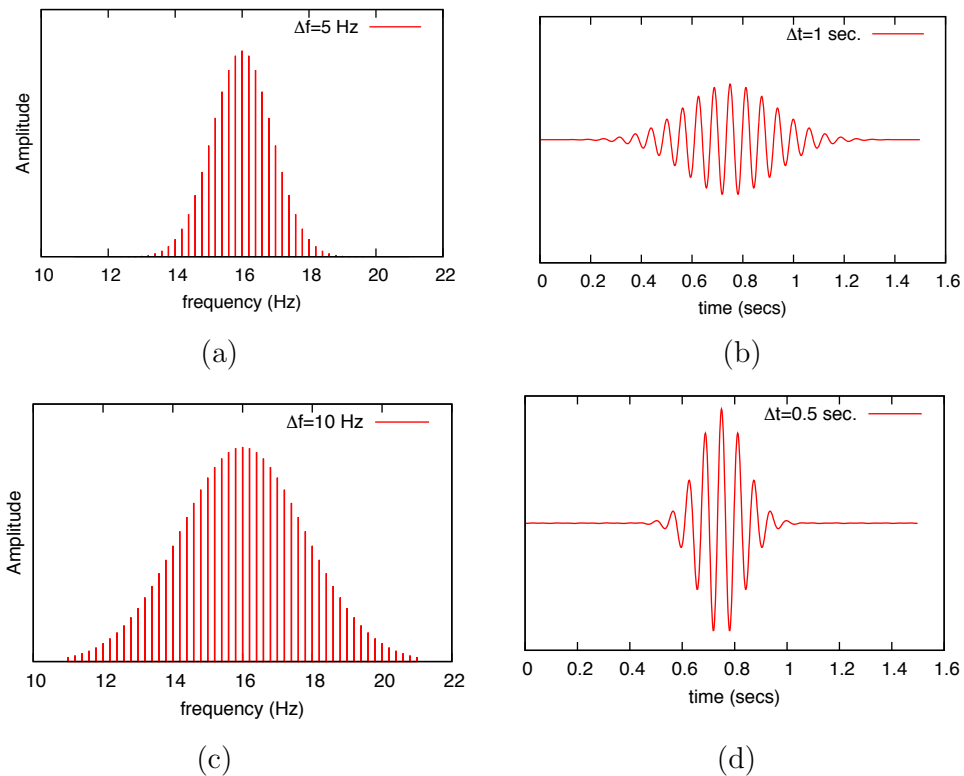 Δf=5 Hz
Amplitude
10 12 14 16 18 20 22
frequency (Hz)
(a)
Δt=1 sec.
0 0.2 0.4 0.6 0.8 1 1.2 1.4 1.6
time (secs)
(b)
Δf=10 Hz
Amplitude
10 12 14 16 18 20 22
frequency (Hz)
(c)
Δt=0.5 sec.
0 0.2 0.4 0.6 0.8 1 1.2 1.4 1.6
time (secs)
(d)